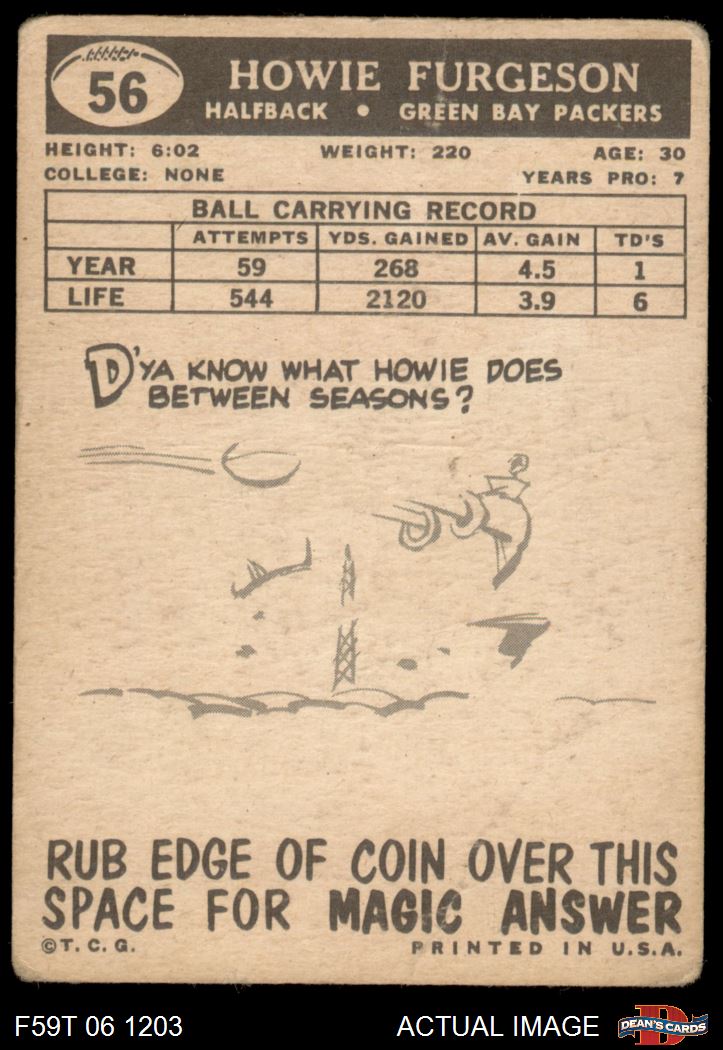 56
HOWIE FURGESON
HALFBACK • GREEN BAY PACKERS
HEIGHT: 6:02 WEIGHT: 220 AGE: 30
COLLEGE: NONE YEARS PRO: 7
BALL CARRYING RECORD
ATTEMPTS YDS. GAINED AV. GAIN TD'S
YEAR 59 268 4.5 1
LIFE 544 2120 3.9 6
D'YA KNOW WHAT HOWIE DOES
BETWEEN SEASONS?
RUB EDGE OF COIN OVER THIS
SPACE FOR MAGIC ANSWER
©T. C. G. PRINTED IN U.S.A.
F59T 06 1203 ACTUAL IMAGE D DEAN'S CARDS